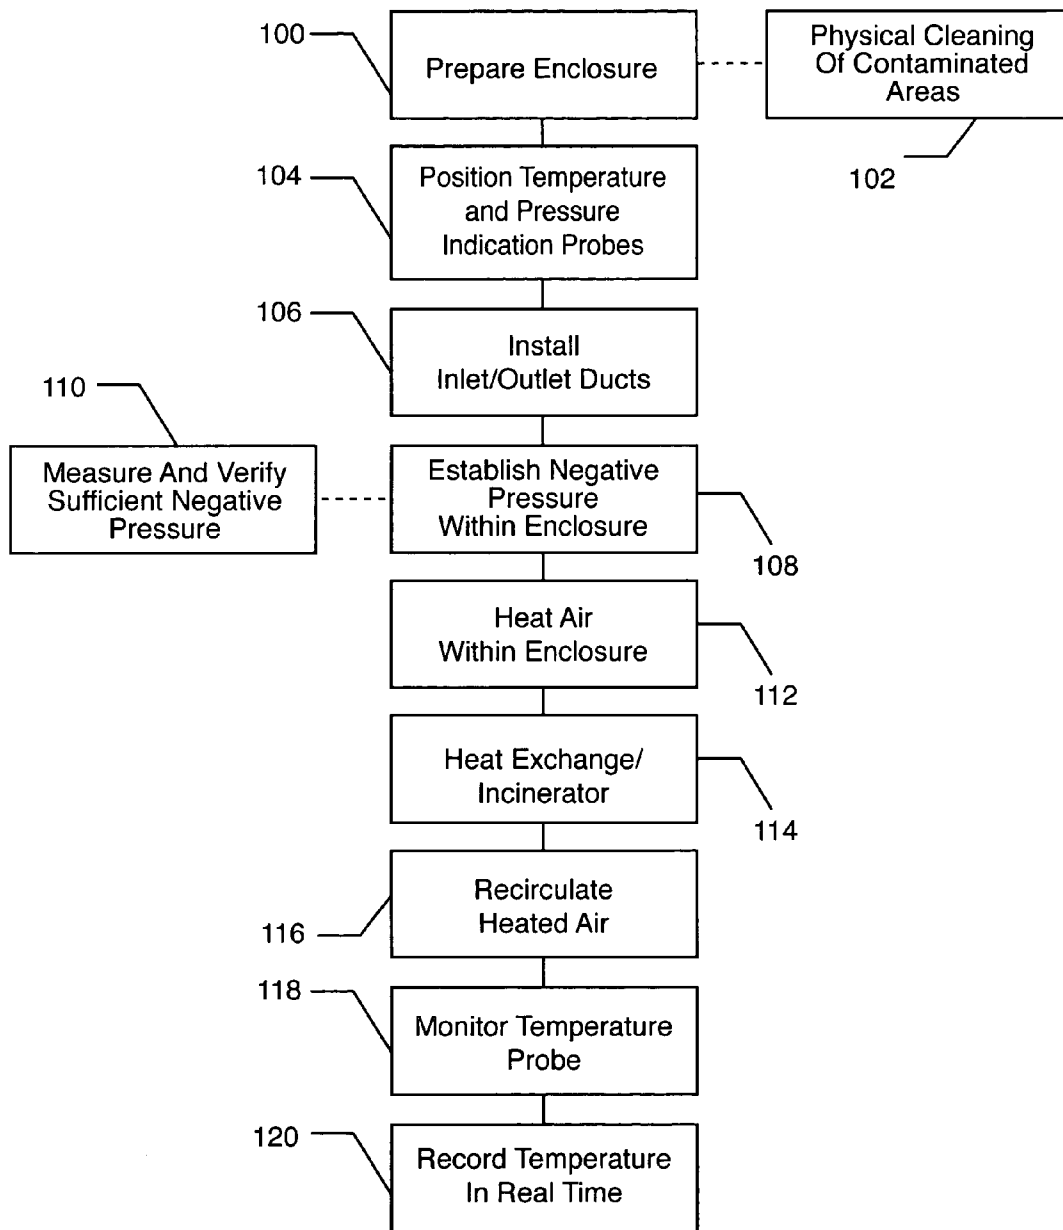 100
Prepare Enclosure
Physical Cleaning
Of Contaminated
Areas
102
104
Position Temperature
and Pressure
Indication Probes
106
Install
Inlet/Outlet Ducts
110
Measure And Verify
Sufficient Negative
Pressure
Establish Negative
Pressure
Within Enclosure
108
Heat Air
Within Enclosure
112
Heat Exchange/
Incinerator
114
Recirculate
Heated Air
116
118
Monitor Temperature
Probe
120
Record Temperature
In Real Time